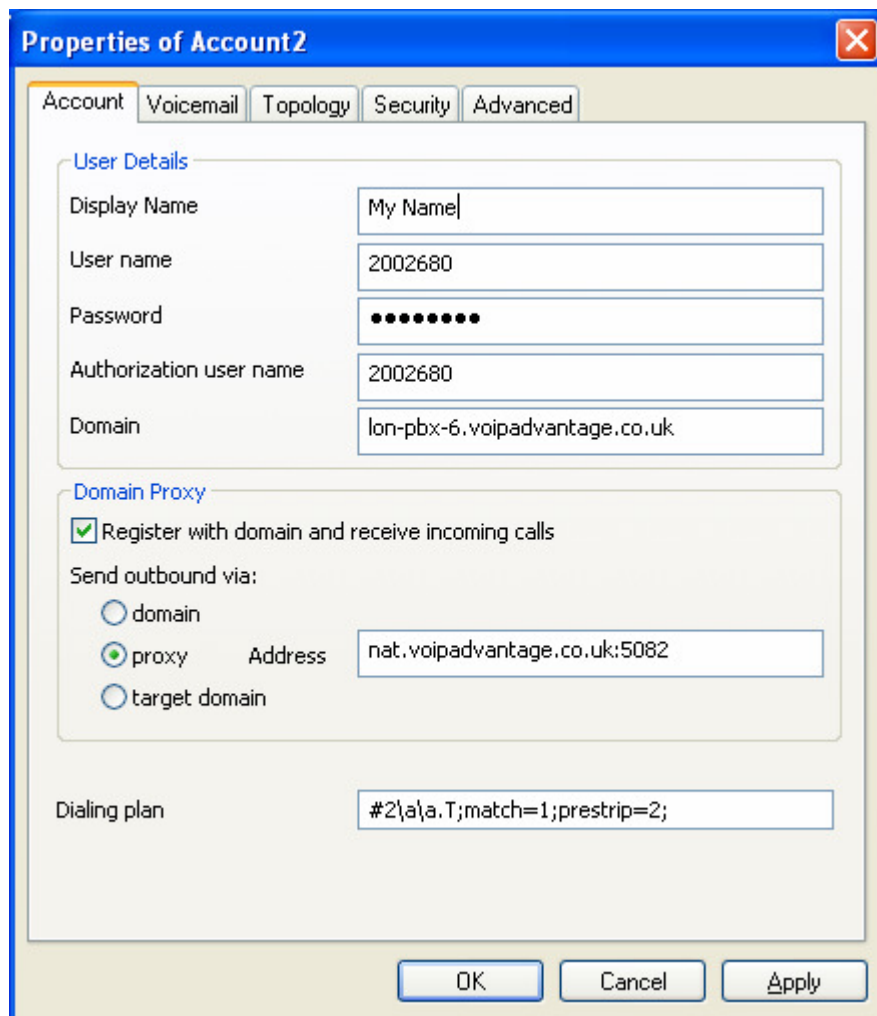 Properties of Account2
Account Voicemail Topology Security Advanced
User Details
Display Name My Name
User name 2002680
Password ••••••••
Authorization user name 2002680
Domain lon-pbx-6.voipadvantage.co.uk
Domain Proxy
Register with domain and receive incoming calls
Send outbound via:
domain
proxy Address nat.voipadvantage.co.uk:5082
target domain
Dialing plan #2\a\a.T;match=1;prestrip=2;
OK Cancel Apply